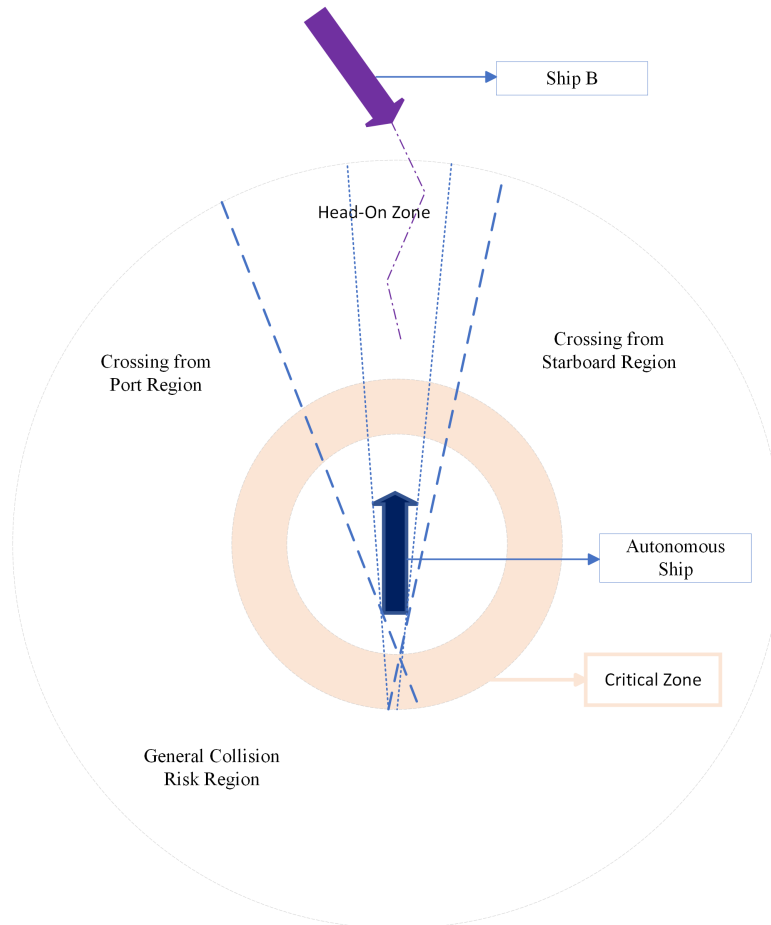 Ship B
Head-On Zone
Crossing from
Port Region
Crossing from
Starboard Region
Autonomous
Ship
Critical Zone
General Collision
Risk Region